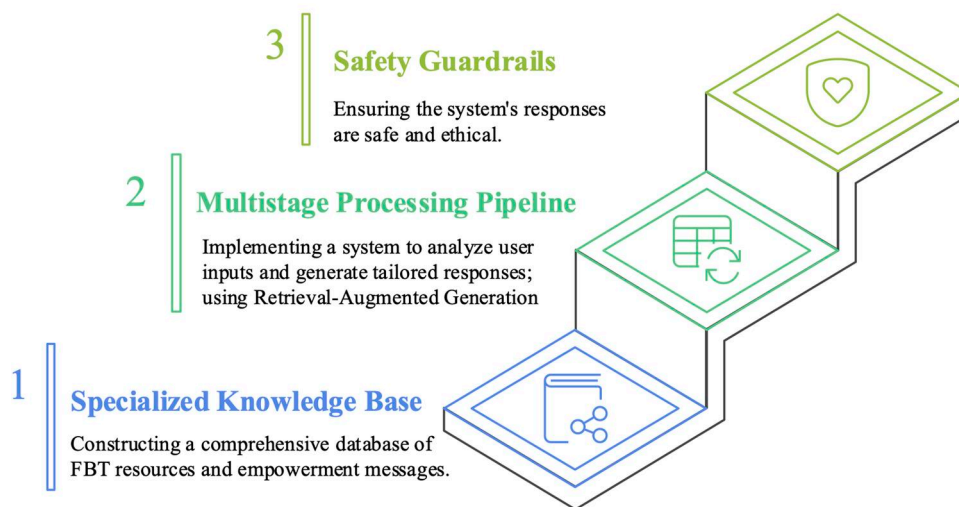 3
Safety Guardrails
Ensuring the system's responses
are safe and ethical.
2
Multistage Processing Pipeline
Implementing a system to analyze user
inputs and generate tailored responses;
using Retrieval-Augmented Generation
1
Specialized Knowledge Base
Constructing a comprehensive database of
FBT resources and empowerment messages.